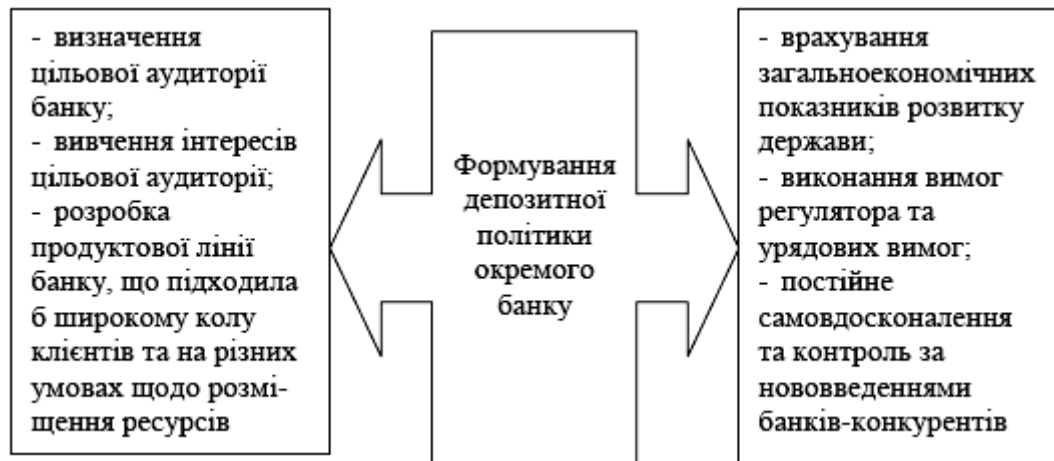 - визначення
цільової аудиторії
банку;
- вивчення інтересів
цільової аудиторії;
- розробка
продуктової лінії
банку, що підходила
б широкому колу
клієнтів та на різних
умовах щодо розмі-
щення ресурсів
Формування
депозитної
політики
окремого
банку
- врахування
загальноекономічних
показників розвитку
держави;
- виконання вимог
регулятора та
урядових вимог;
- постійне
самовдосконалення
та контроль за
нововведеннями
банків-конкурентів